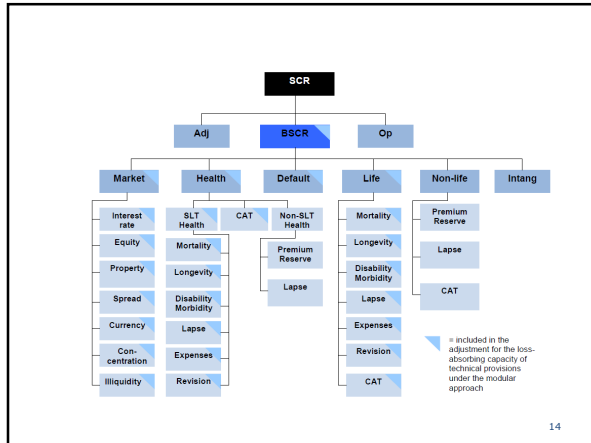 SCR
Adj
BSCR
Op
Market
Health
Default
Life
Non-life
Intang
Interest
rate
Equity
Property
Spread
Currency
Con-
centration
Illiquidity
SLT
Health
CAT
Non-SLT
Health
Mortality
Longevity
Disability
Morbidity
Lapse
Expenses
Revision
Premium
Reserve
Lapse
Mortality
Longevity
Disability
Morbidity
Lapse
Expenses
Revision
CAT
Premium
Reserve
Lapse
CAT
= included in the
adjustment for the loss-
absorbing capacity of
technical provisions
under the modular
approach
14